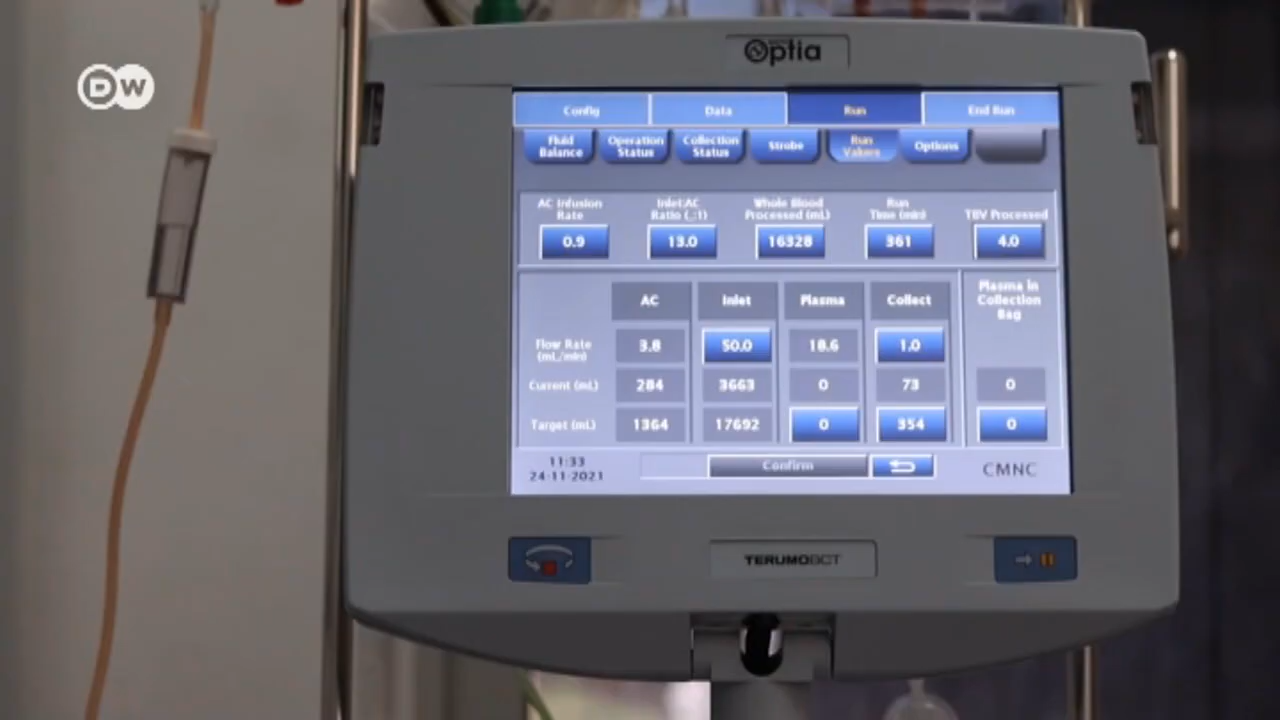 DW
Optia
Config Data Run End Run
Fluid Balance Operation Status Collection Status Strobe Run Values Options
AC Infusion Rate Inlet:AC Ratio (_:1) Whole Blood Processed (mL) Run Time (min) TBV Processed
0.9 13.0 16328 361 4.0
AC Inlet Plasma Collect Plasma in Collection Bag
Flow Rate (mL/min) 3.8 50.0 18.6 1.0
Current (mL) 284 3663 0 73 0
Target (mL) 1364 17692 0 354 0
11:33
24-11-2021
Confirm
CMNC
TERUMOBCT